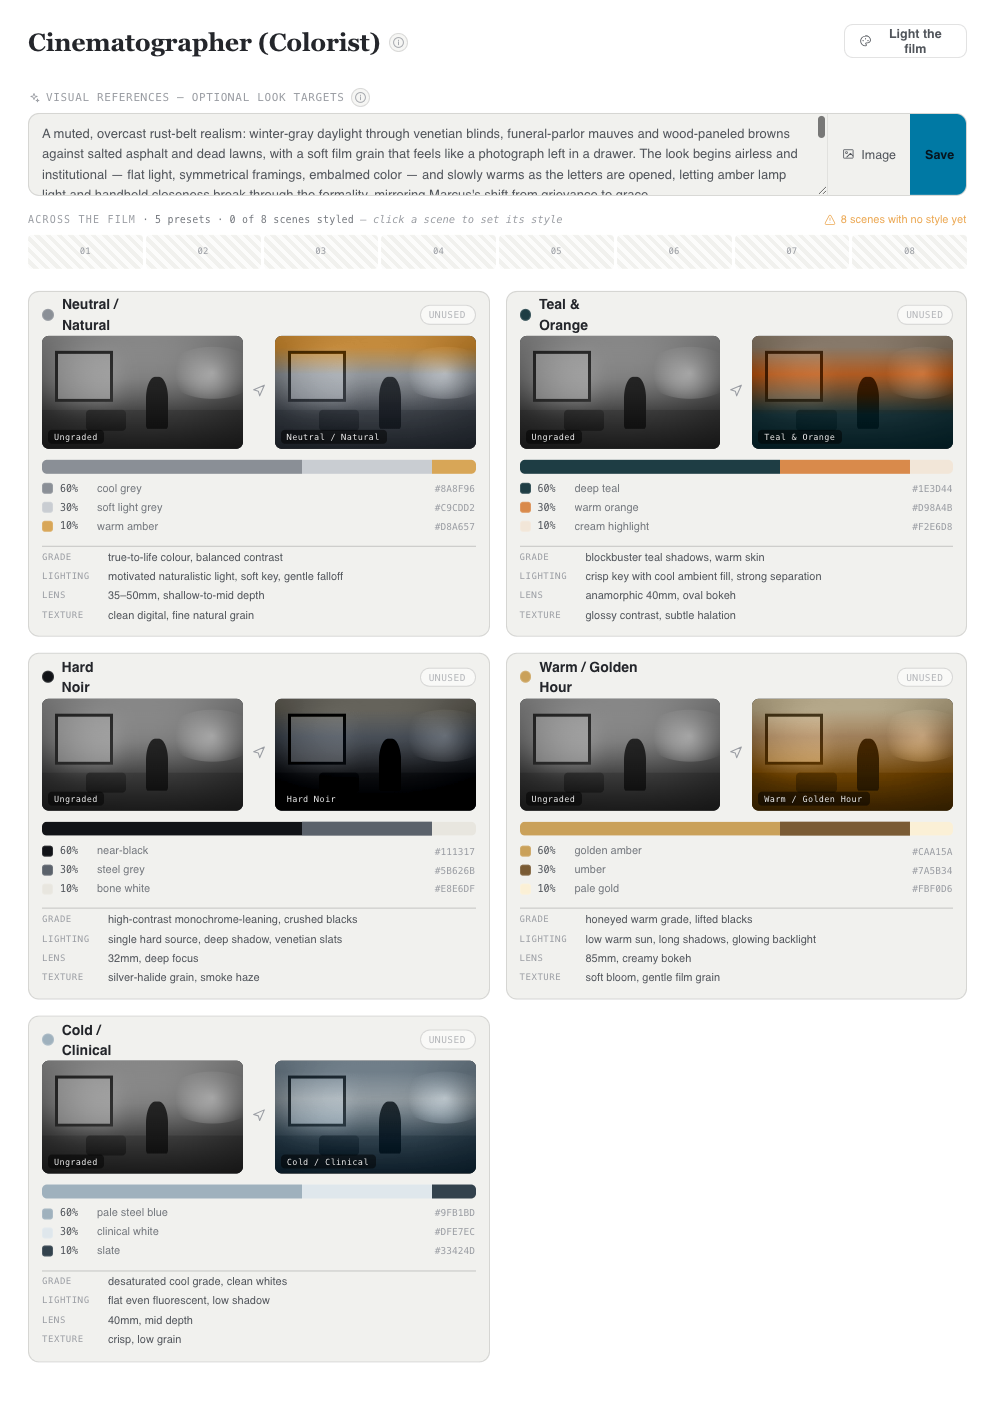 Cinematographer (Colorist)
Light the
film
VISUAL REFERENCES — OPTIONAL LOOK TARGETS
A muted, overcast rust-belt realism: winter-gray daylight through venetian blinds, funeral-parlor mauves and wood-paneled browns
against salted asphalt and dead lawns, with a soft film grain that feels like a photograph left in a drawer. The look begins airless and
institutional — flat light, symmetrical framings, embalmed color — and slowly warms as the letters are opened, letting amber lamp
light and handheld closeness break through the formality, mirroring Marcus's shift from grievance to grace.
Image
Save
ACROSS THE FILM · 5 presets · 0 of 8 scenes styled — click a scene to set its style
8 scenes with no style yet
01 02 03 04 05 06 07 08
Neutral /
Natural
UNUSED
Ungraded
Neutral / Natural
60% cool grey #8A8F96
30% soft light grey #C9CDD2
10% warm amber #D8A657
GRADE true-to-life colour, balanced contrast
LIGHTING motivated naturalistic light, soft key, gentle falloff
LENS 35–50mm, shallow-to-mid depth
TEXTURE clean digital, fine natural grain
Teal &
Orange
UNUSED
Ungraded
Teal & Orange
60% deep teal #1E3D44
30% warm orange #D98A4B
10% cream highlight #F2E6D8
GRADE blockbuster teal shadows, warm skin
LIGHTING crisp key with cool ambient fill, strong separation
LENS anamorphic 40mm, oval bokeh
TEXTURE glossy contrast, subtle halation
Hard
Noir
UNUSED
Ungraded
Hard Noir
60% near-black #111317
30% steel grey #5B626B
10% bone white #E8E6DF
GRADE high-contrast monochrome-leaning, crushed blacks
LIGHTING single hard source, deep shadow, venetian slats
LENS 32mm, deep focus
TEXTURE silver-halide grain, smoke haze
Warm / Golden
Hour
UNUSED
Ungraded
Warm / Golden Hour
60% golden amber #CAA15A
30% umber #7A5B34
10% pale gold #FBF0D6
GRADE honeyed warm grade, lifted blacks
LIGHTING low warm sun, long shadows, glowing backlight
LENS 85mm, creamy bokeh
TEXTURE soft bloom, gentle film grain
Cold /
Clinical
UNUSED
Ungraded
Cold / Clinical
60% pale steel blue #9FB1BD
30% clinical white #DFE7EC
10% slate #33424D
GRADE desaturated cool grade, clean whites
LIGHTING flat even fluorescent, low shadow
LENS 40mm, mid depth
TEXTURE crisp, low grain